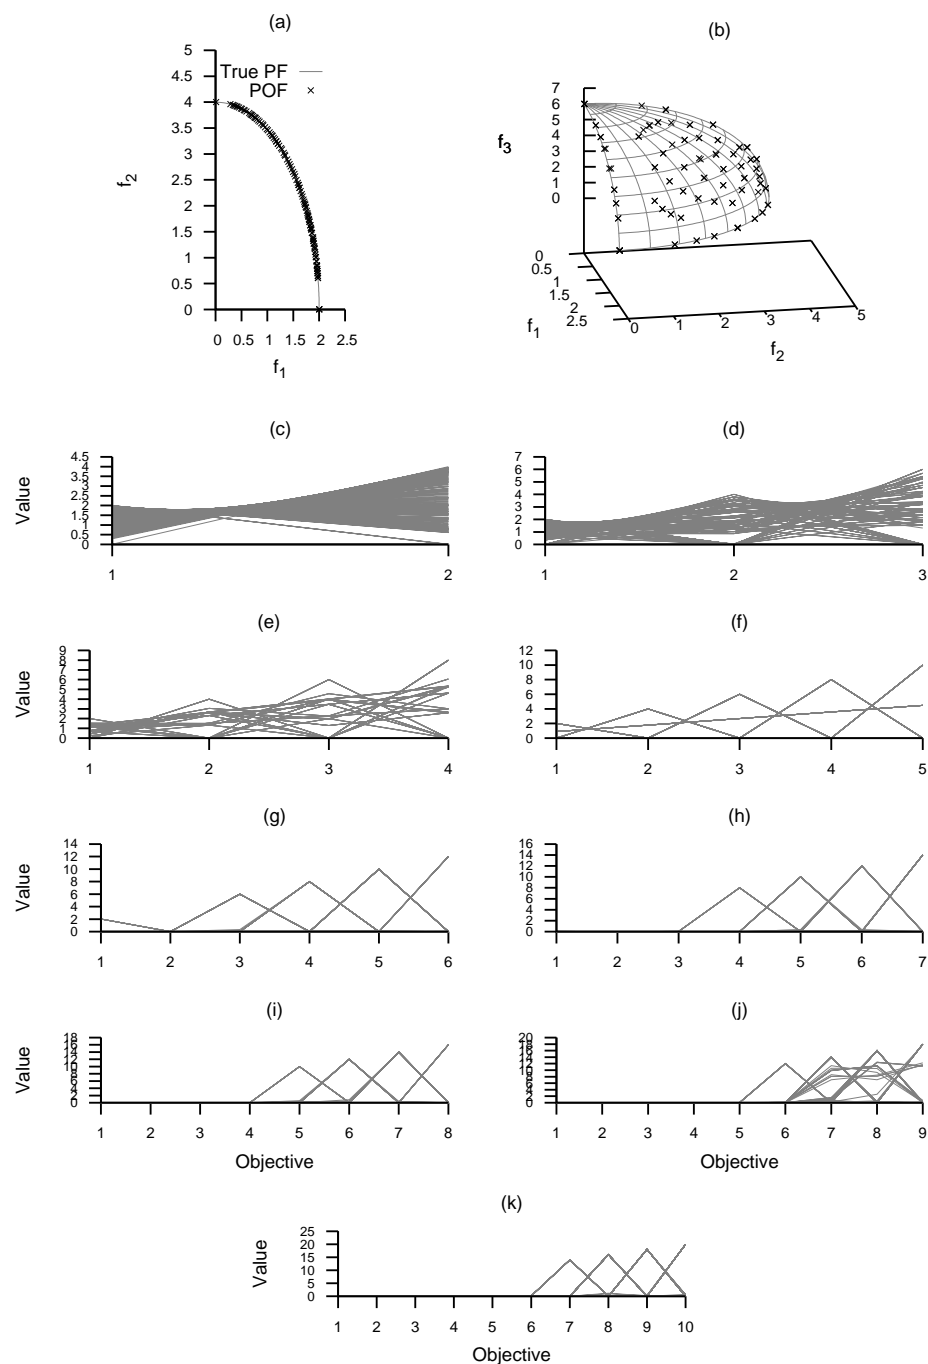 (a)
5
4.5
4
3.5
3
2.5
2
1.5
1
0.5
0
True PF
POF
f2
0 0.5 1 1.5 2 2.5
f1
(b)
7
6
5
4
3
2
1
0
f3
0
0.5
1
1.5
2
2.5
f1
0 1 2 3 4 5
f2
(c)
4.5
4
3.5
3
2.5
2
1.5
1
0.5
0
Value
1 2
(d)
7
6
5
4
3
2
1
0
1 2 3
(e)
9
8
7
6
5
4
3
2
1
0
Value
1 2 3 4
(f)
12
10
8
6
4
2
0
1 2 3 4 5
(g)
14
12
10
8
6
4
2
0
Value
1 2 3 4 5 6
(h)
16
14
12
10
8
6
4
2
0
1 2 3 4 5 6 7
(i)
18
16
14
12
10
8
6
4
2
0
Value
1 2 3 4 5 6 7 8
Objective
(j)
20
18
16
14
12
10
8
6
4
2
0
1 2 3 4 5 6 7 8 9
Objective
(k)
25
20
15
10
5
0
Value
1 2 3 4 5 6 7 8 9 10
Objective